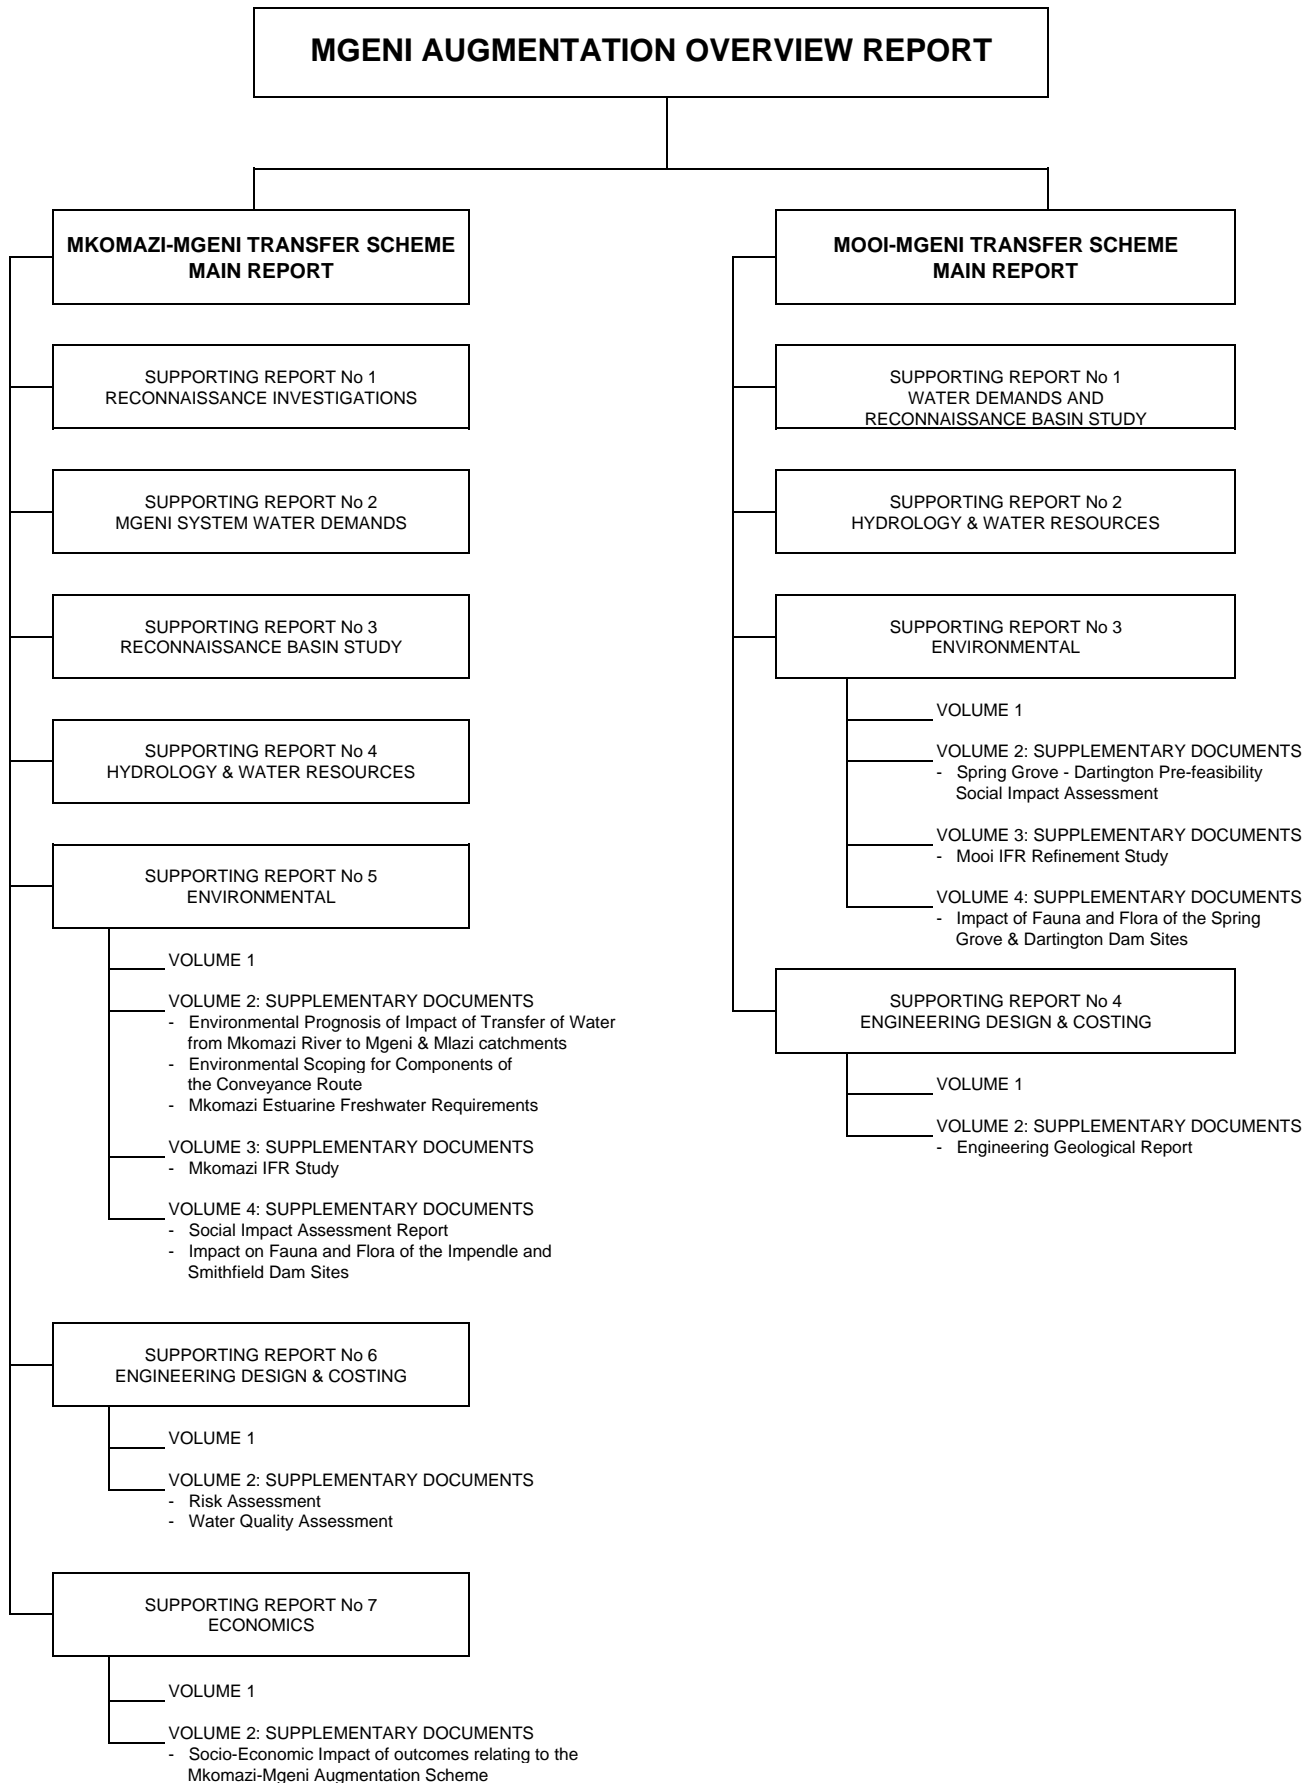 MGENI AUGMENTATION OVERVIEW REPORT
MKOMAZI-MGENI TRANSFER SCHEME
MAIN REPORT
SUPPORTING REPORT No 1
RECONNAISSANCE INVESTIGATIONS
SUPPORTING REPORT No 2
MGENI SYSTEM WATER DEMANDS
SUPPORTING REPORT No 3
RECONNAISSANCE BASIN STUDY
SUPPORTING REPORT No 4
HYDROLOGY & WATER RESOURCES
SUPPORTING REPORT No 5
ENVIRONMENTAL
VOLUME 1
VOLUME 2: SUPPLEMENTARY DOCUMENTS
- Environmental Prognosis of Impact of Transfer of Water
from Mkomazi River to Mgeni & Mlazi catchments
- Environmental Scoping for Components of
the Conveyance Route
- Mkomazi Estuarine Freshwater Requirements
VOLUME 3: SUPPLEMENTARY DOCUMENTS
- Mkomazi IFR Study
VOLUME 4: SUPPLEMENTARY DOCUMENTS
- Social Impact Assessment Report
- Impact on Fauna and Flora of the Impendle and
Smithfield Dam Sites
SUPPORTING REPORT No 6
ENGINEERING DESIGN & COSTING
VOLUME 1
VOLUME 2: SUPPLEMENTARY DOCUMENTS
- Risk Assessment
- Water Quality Assessment
SUPPORTING REPORT No 7
ECONOMICS
VOLUME 1
VOLUME 2: SUPPLEMENTARY DOCUMENTS
- Socio-Economic Impact of outcomes relating to the
Mkomazi-Mgeni Augmentation Scheme
MOOI-MGENI TRANSFER SCHEME
MAIN REPORT
SUPPORTING REPORT No 1
WATER DEMANDS AND
RECONNAISSANCE BASIN STUDY
SUPPORTING REPORT No 2
HYDROLOGY & WATER RESOURCES
SUPPORTING REPORT No 3
ENVIRONMENTAL
VOLUME 1
VOLUME 2: SUPPLEMENTARY DOCUMENTS
- Spring Grove - Dartington Pre-feasibility
Social Impact Assessment
VOLUME 3: SUPPLEMENTARY DOCUMENTS
- Mooi IFR Refinement Study
VOLUME 4: SUPPLEMENTARY DOCUMENTS
- Impact of Fauna and Flora of the Spring
Grove & Dartington Dam Sites
SUPPORTING REPORT No 4
ENGINEERING DESIGN & COSTING
VOLUME 1
VOLUME 2: SUPPLEMENTARY DOCUMENTS
- Engineering Geological Report